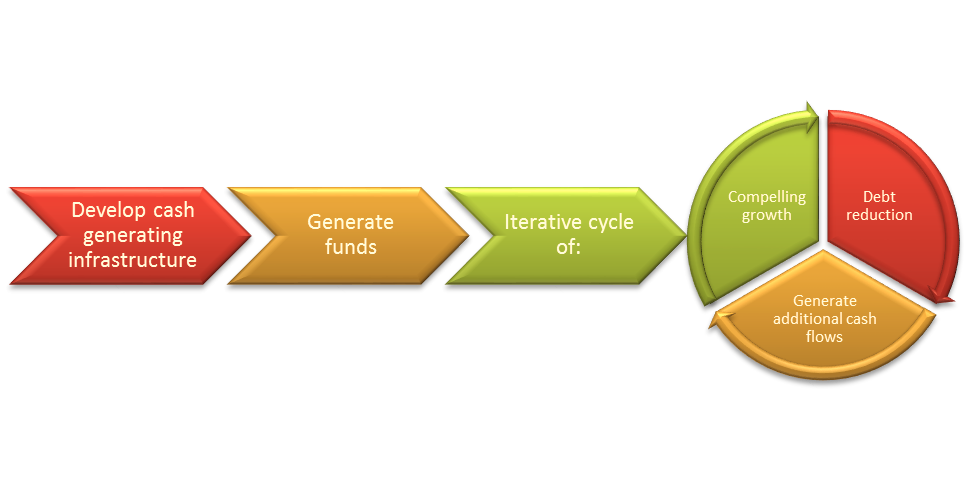 Develop cash
generating
infrastructure
Generate
funds
Iterative cycle
of:
Compelling
growth
Debt
reduction
Generate
additional cash
flows